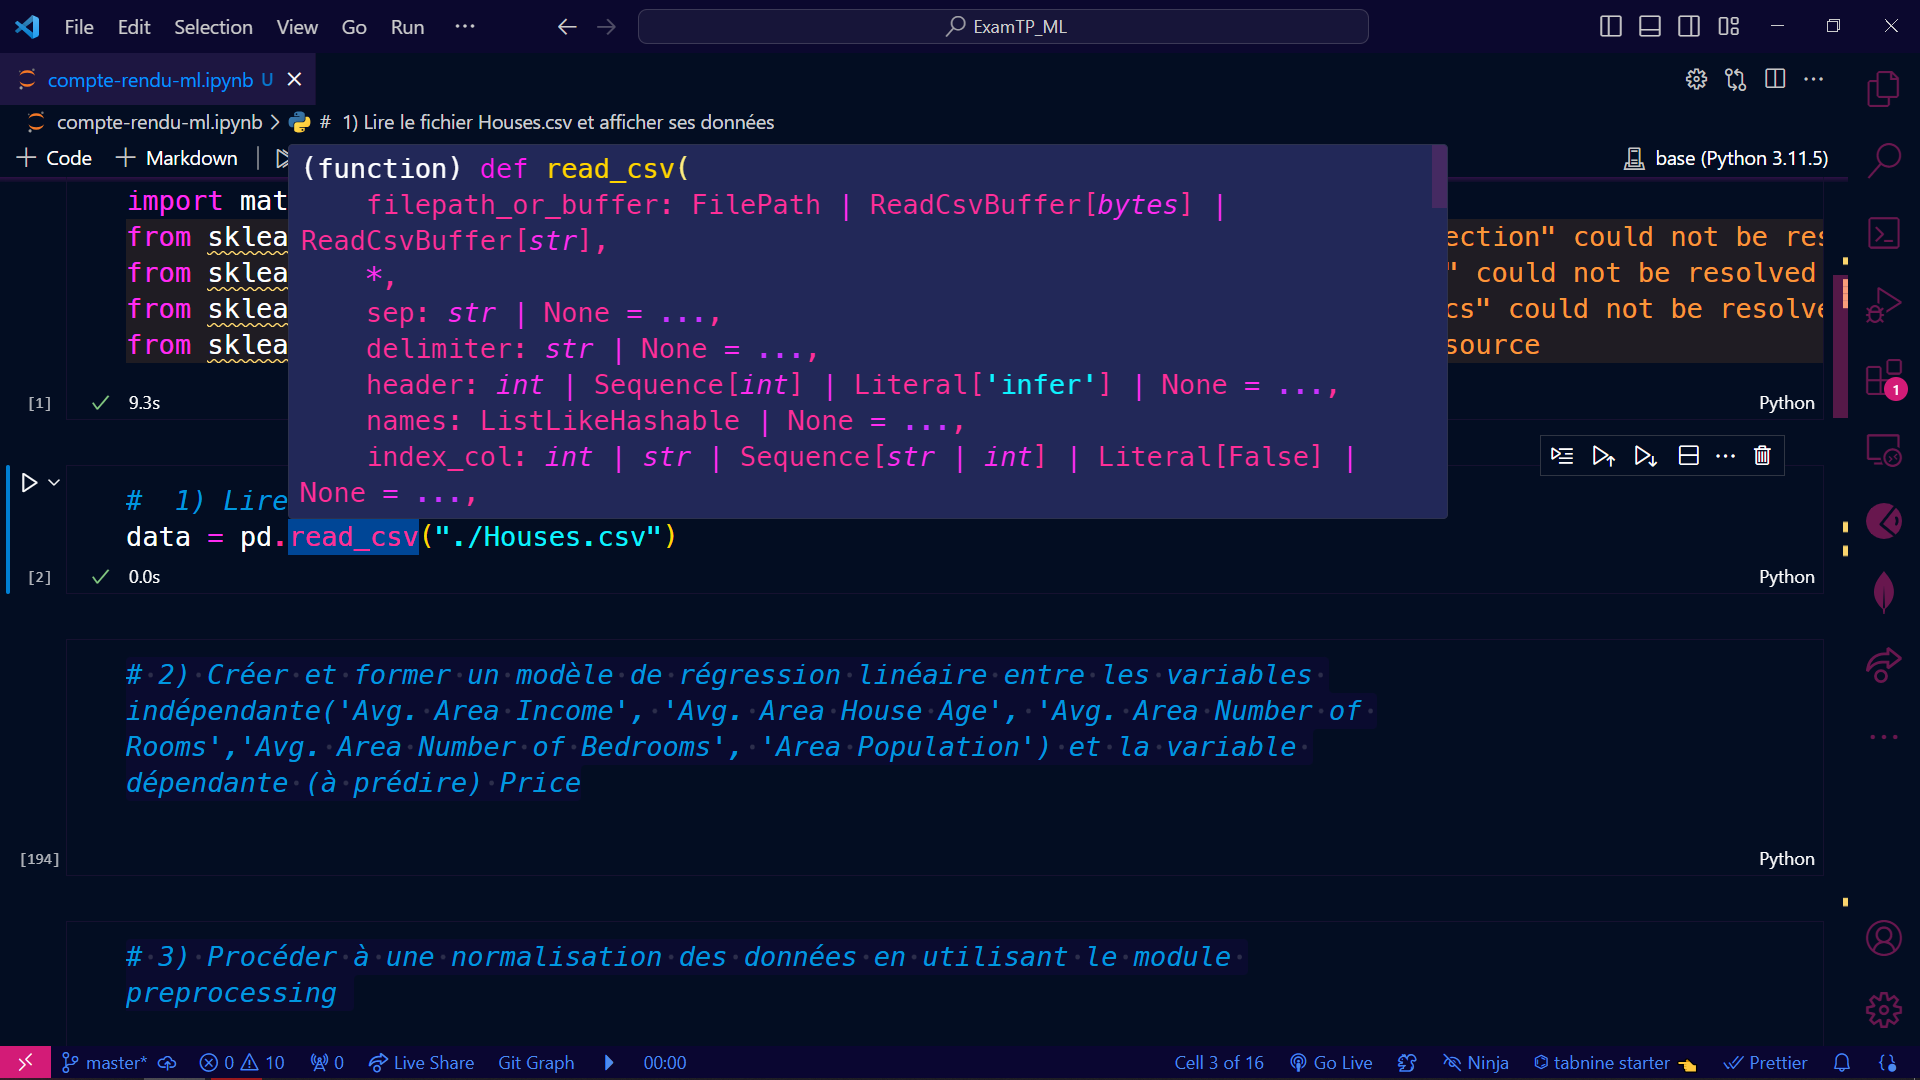 File Edit Selection View Go Run ··· ExamTP_ML
compte-rendu-ml.ipynb U
compte-rendu-ml.ipynb > # 1) Lire le fichier Houses.csv et afficher ses données
+ Code + Markdown base (Python 3.11.5)
(function) def read_csv(
filepath_or_buffer: FilePath | ReadCsvBuffer[bytes] |
ReadCsvBuffer[str],
*,
sep: str | None = ...,
delimiter: str | None = ...,
header: int | Sequence[int] | Literal['infer'] | None = ...,
names: ListLikeHashable | None = ...,
index_col: int | str | Sequence[str | int] | Literal[False] |
None = ...,
import mat
from sklea ection" could not be res
from sklea " could not be resolved
from sklea cs" could not be resolve
from sklea source
[1] 9.3s Python
1
# 1) Lire
data = pd.read_csv("./Houses.csv")
[2] 0.0s Python
# 2) Créer et former un modèle de régression linéaire entre les variables
indépendante('Avg. Area Income', 'Avg. Area House Age', 'Avg. Area Number of
Rooms','Avg. Area Number of Bedrooms', 'Area Population') et la variable
dépendante (à prédire) Price
[194] Python
# 3) Procéder à une normalisation des données en utilisant le module
preprocessing
master* 0 10 0 Live Share Git Graph 00:00 Cell 3 of 16 Go Live Ninja tabnine starter Prettier